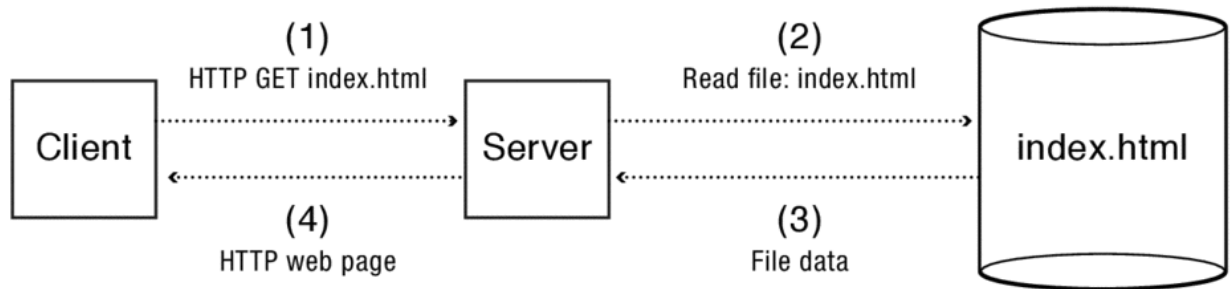 (1)
HTTP GET index.html
(2)
Read file: index.html
Client
Server
index.html
(4)
HTTP web page
(3)
File data